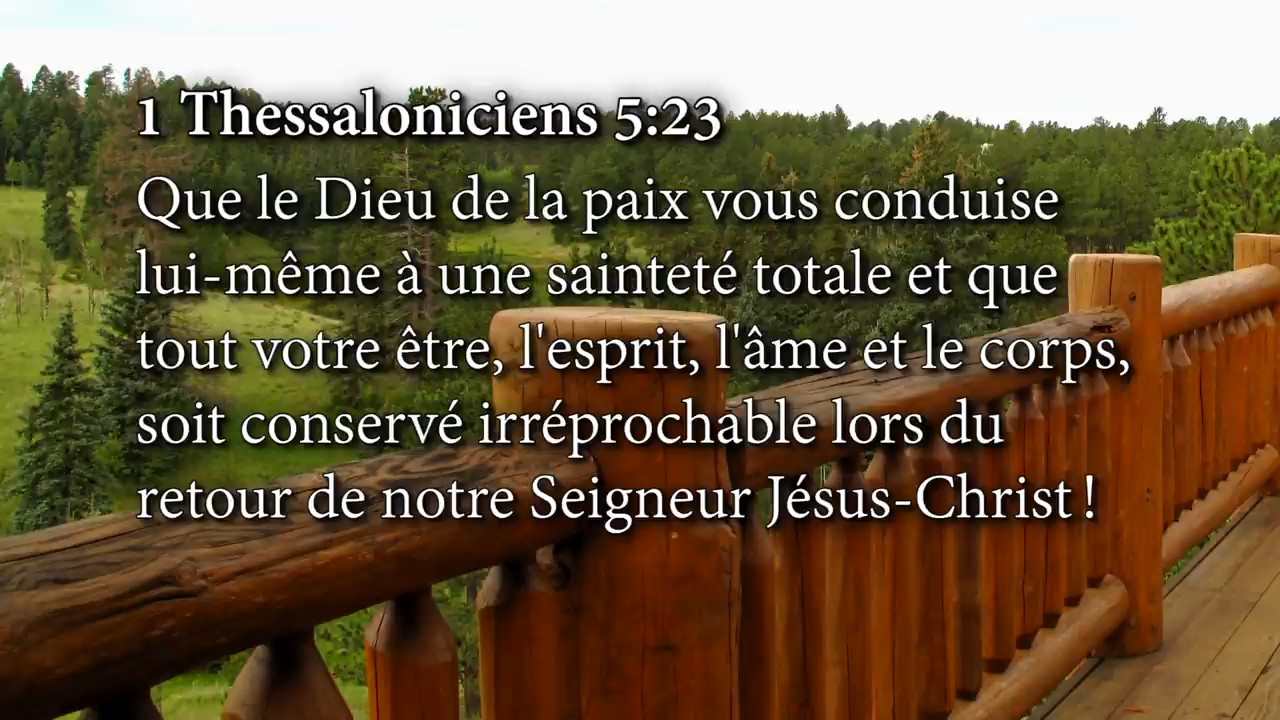 1 Thessaloniciens 5:23
Que le Dieu de la paix vous conduise
lui-même à une sainteté totale et que
tout votre être, l'esprit, l'âme et le corps,
soit conservé irréprochable lors du
retour de notre Seigneur Jésus-Christ !